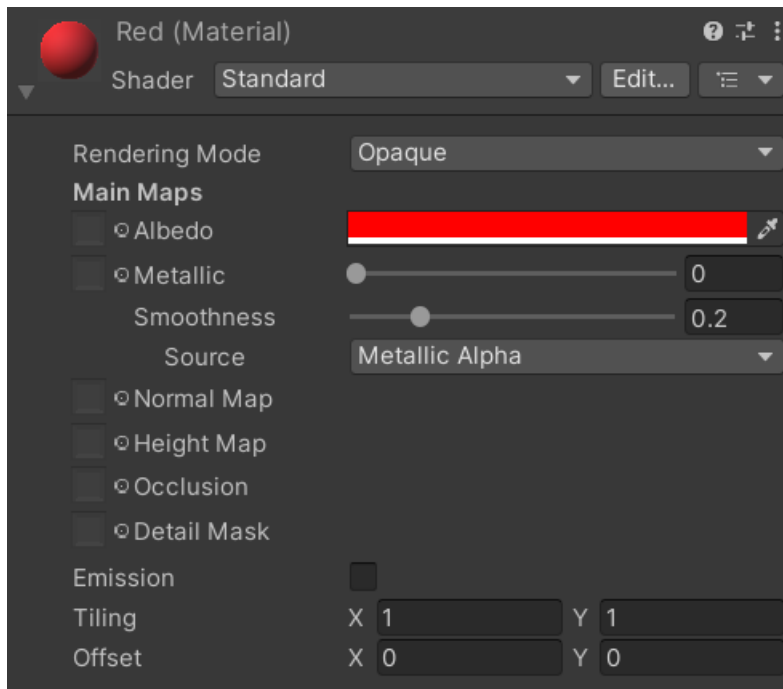 Red (Material)
Shader Standard Edit...
Rendering Mode Opaque
Main Maps
Albedo
Metallic 0
Smoothness 0.2
Source Metallic Alpha
Normal Map
Height Map
Occlusion
Detail Mask
Emission
Tiling X 1 Y 1
Offset X 0 Y 0